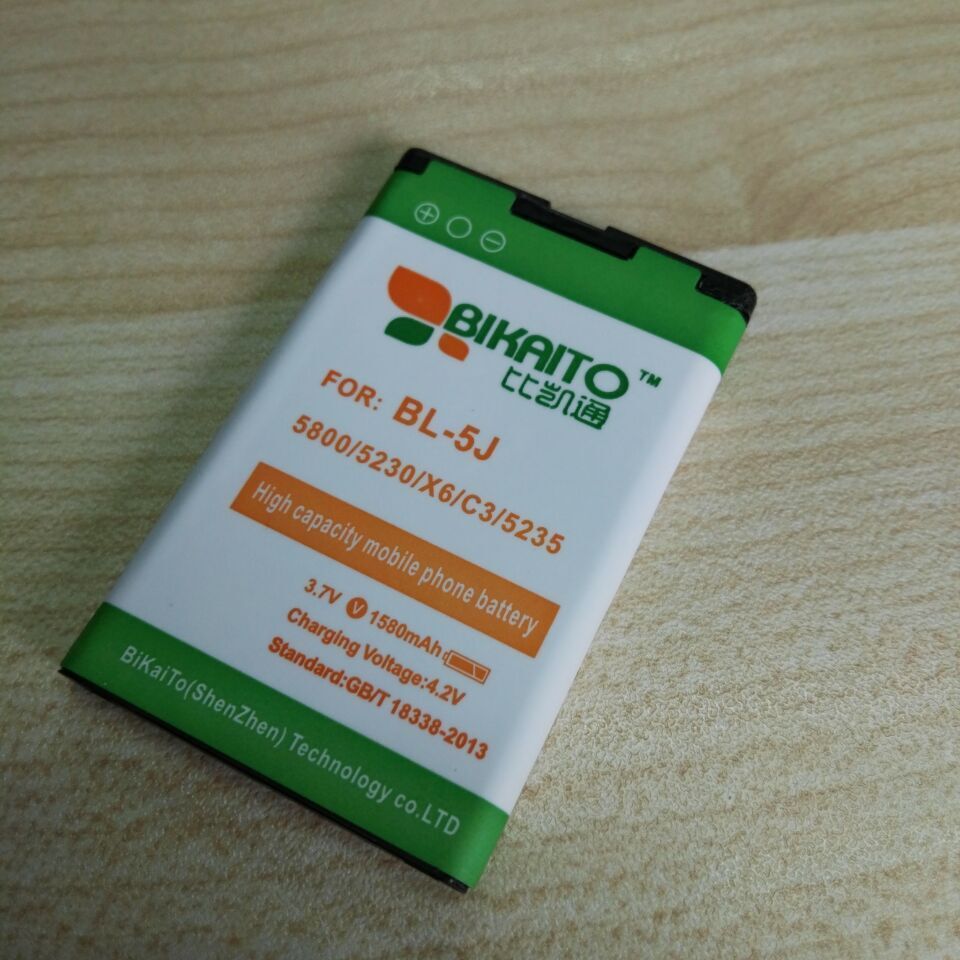 BIKAITO™
比凯通
FOR: BL-5J
5800/5230/X6/C3/5235
High capacity mobile phone battery
3.7V V 1580mAh
Charging Voltage:4.2V
Standard:GB/T 18338-2013
BiKaiTo(ShenZhen) Technology co.LTD